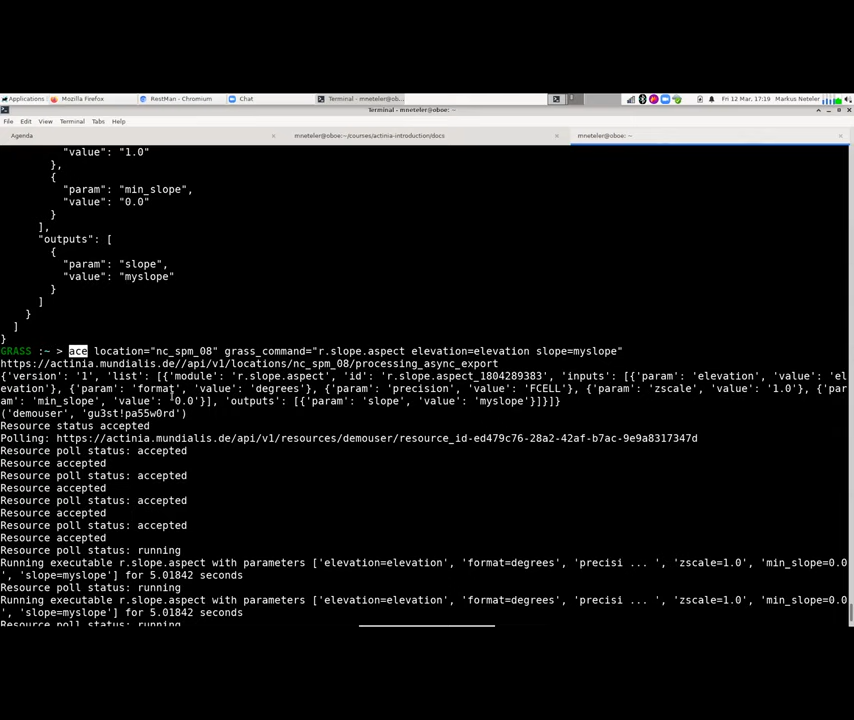 Applications Mozilla Firefox RestMan - Chromium Chat Terminal - mneteler@ob... Fri 12 Mar, 17:19 Markus Neteler
Terminal - mneteler@oboe: ~
File Edit View Terminal Tabs Help
Agenda mneteler@oboe:~/courses/actinia-introduction/docs mneteler@oboe: ~
"value": "1.0"
},
{
"param": "min_slope",
"value": "0.0"
}
],
"outputs": [
{
"param": "slope",
"value": "myslope"
}
]
}
]
}
GRASS :~ > ace location="nc_spm_08" grass_command="r.slope.aspect elevation=elevation slope=myslope"
https://actinia.mundialis.de//api/v1/locations/nc_spm_08/processing_async_export
{'version': '1', 'list': [{'module': 'r.slope.aspect', 'id': 'r.slope.aspect_1804289383', 'inputs': [{'param': 'elevation', 'value': 'el
evation'}, {'param': 'format', 'value': 'degrees'}, {'param': 'precision', 'value': 'FCELL'}, {'param': 'zscale', 'value': '1.0'}, {'par
am': 'min_slope', 'value': '0.0'}], 'outputs': [{'param': 'slope', 'value': 'myslope'}]}]}
('demouser', 'gu3st!pa55w0rd')
Resource status accepted
Polling: https://actinia.mundialis.de/api/v1/resources/demouser/resource_id-ed479c76-28a2-42af-b7ac-9e9a8317347d
Resource poll status: accepted
Resource accepted
Resource poll status: accepted
Resource accepted
Resource poll status: accepted
Resource accepted
Resource poll status: accepted
Resource accepted
Resource poll status: running
Running executable r.slope.aspect with parameters ['elevation=elevation', 'format=degrees', 'precisi ... ', 'zscale=1.0', 'min_slope=0.0
', 'slope=myslope'] for 5.01842 seconds
Resource poll status: running
Running executable r.slope.aspect with parameters ['elevation=elevation', 'format=degrees', 'precisi ... ', 'zscale=1.0', 'min_slope=0.0
', 'slope=myslope'] for 5.01842 seconds
Resource poll status: running